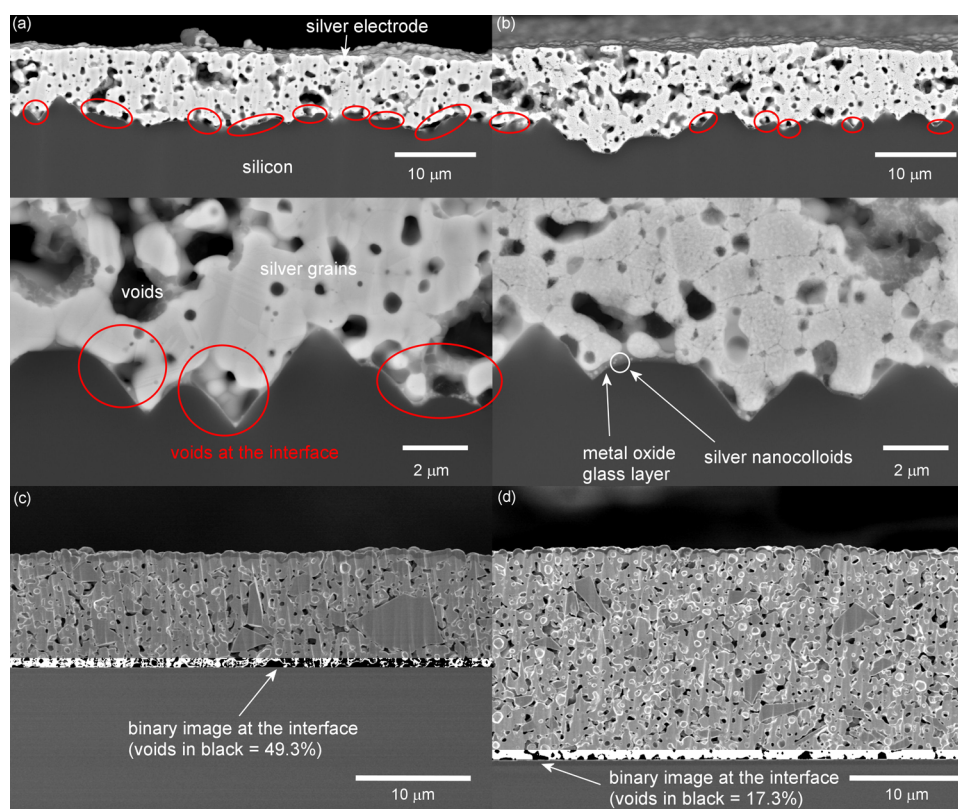 (a)
silver electrode
(b)
silicon
10 μm
10 μm
voids
silver grains
voids at the interface
2 μm
metal oxide
glass layer
silver nanocolloids
2 μm
(c)
(d)
binary image at the interface
(voids in black = 49.3%)
10 μm
binary image at the interface
(voids in black = 17.3%)
10 μm